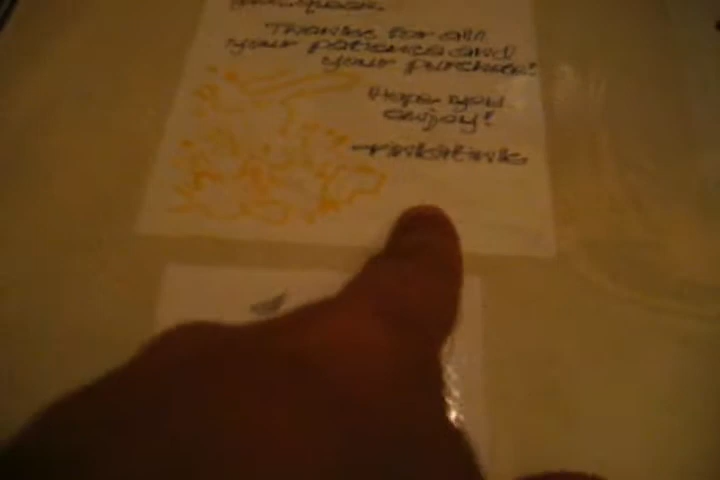 Thanks for all
your patience and
your purchase!
Hope you
enjoy!